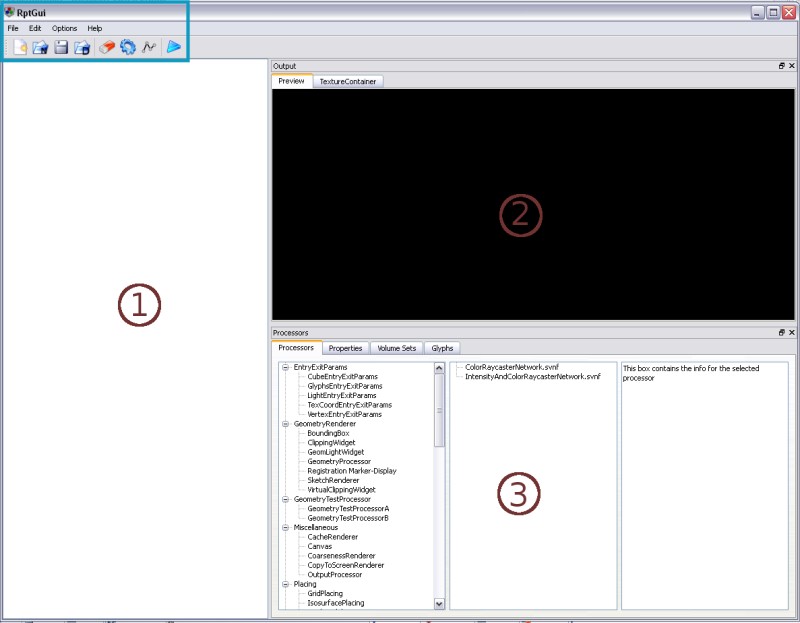 RptGui
File Edit Options Help
Output
Preview TextureContainer
1
2
Processors
Processors Properties Volume Sets Glyphs
EntryExitParams
CubeEntryExitParams
GlyphsEntryExitParams
LightEntryExitParams
TexCoordEntryExitParams
VertexEntryExitParams
GeometryRenderer
BoundingBox
ClippingWidget
GeomLightWidget
GeometryProcessor
Registration Marker-Display
SketchRenderer
VirtualClippingWidget
GeometryTestProcessor
GeometryTestProcessorA
GeometryTestProcessorB
Miscellaneous
CacheRenderer
Canvas
CoarsenessRenderer
CopyToScreenRenderer
OutputProcessor
Placing
GridPlacing
IsosurfacePlacing
ColorRaycasterNetwork.svnf
IntensityAndColorRaycasterNetwork.svnf
3
This box contains the info for the selected
processor